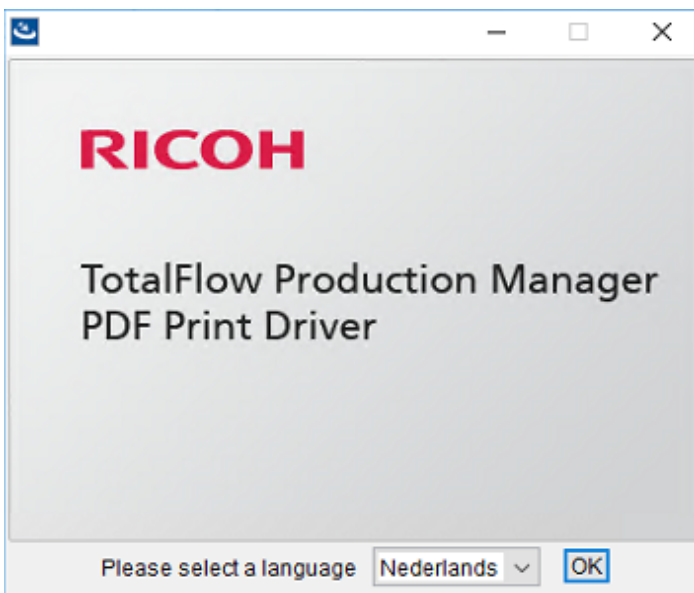 RICOH
TotalFlow Production Manager
PDF Print Driver
Please select a language Nederlands OK